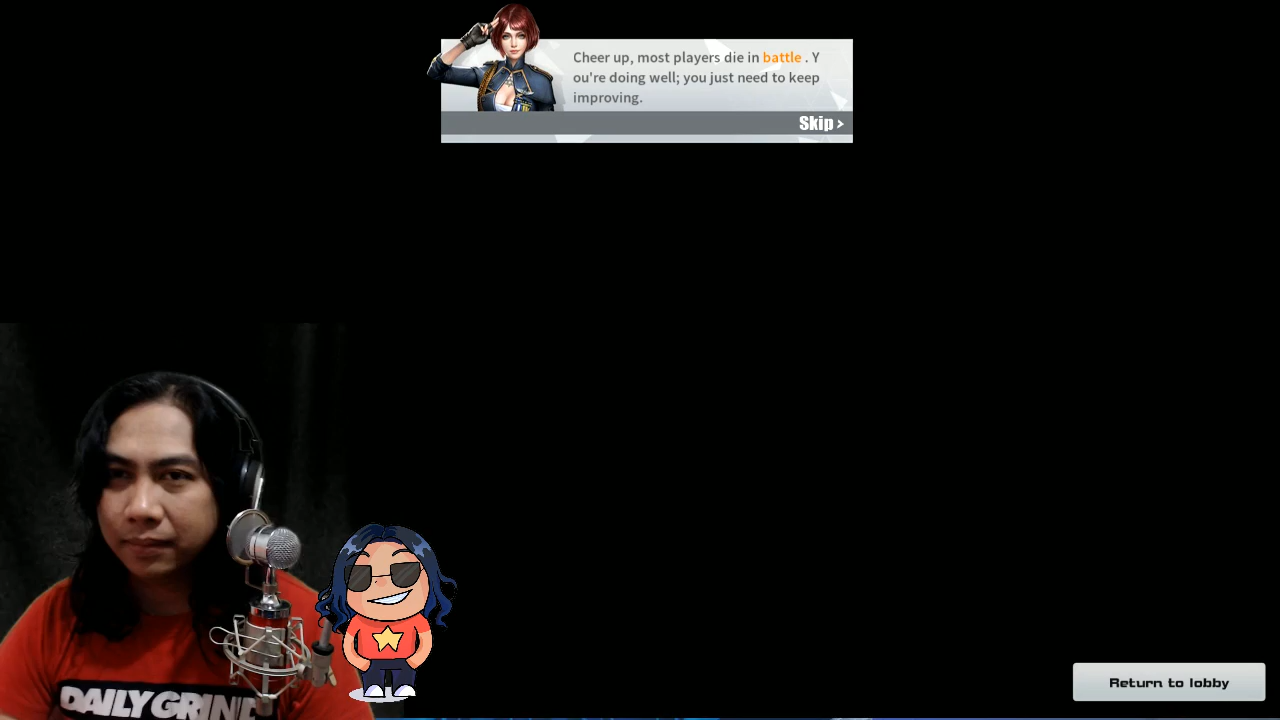 Cheer up, most players die in battle . Y
ou're doing well; you just need to keep
improving.
Skip >
DAILY GRIND
Return to lobby